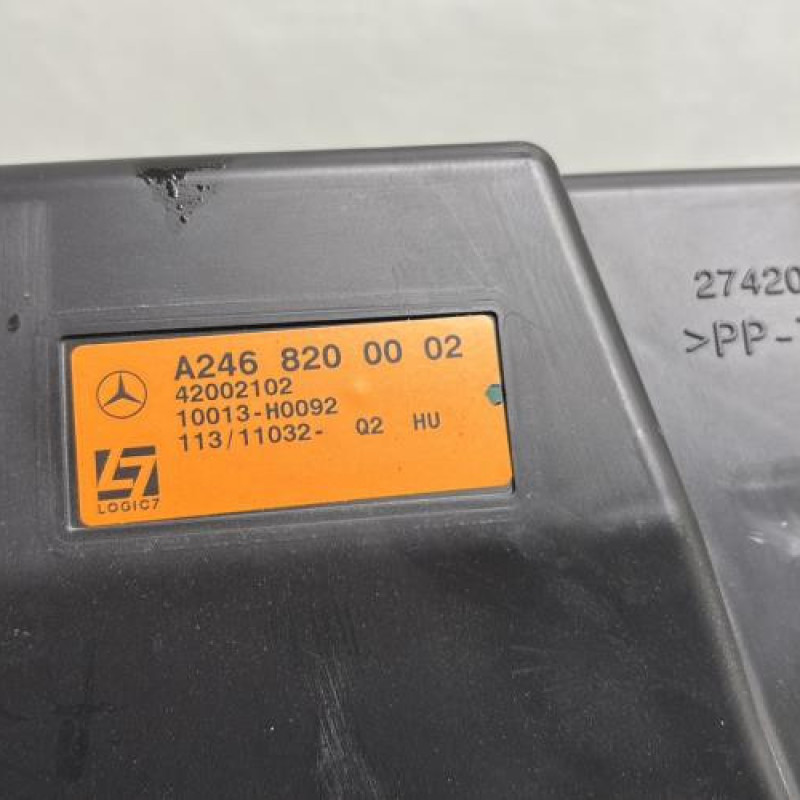 A246 820 00 02
42002102
10013-H0092
113/11032- Q2 HU
LOGIC7
27420
>PP-